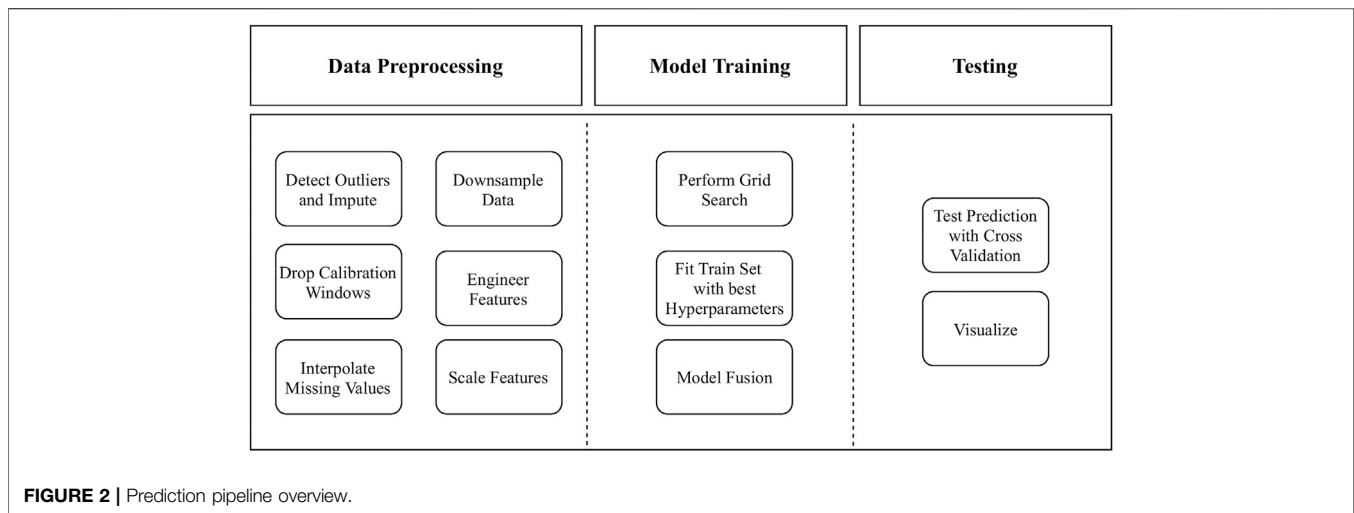 Data Preprocessing
Model Training
Testing
Detect Outliers
and Impute
Drop Calibration
Windows
Interpolate
Missing Values
Downsample
Data
Engineer
Features
Scale Features
Perform Grid
Search
Fit Train Set
with best
Hyperparameters
Model Fusion
Test Prediction
with Cross
Validation
Visualize
FIGURE 2 | Prediction pipeline overview.